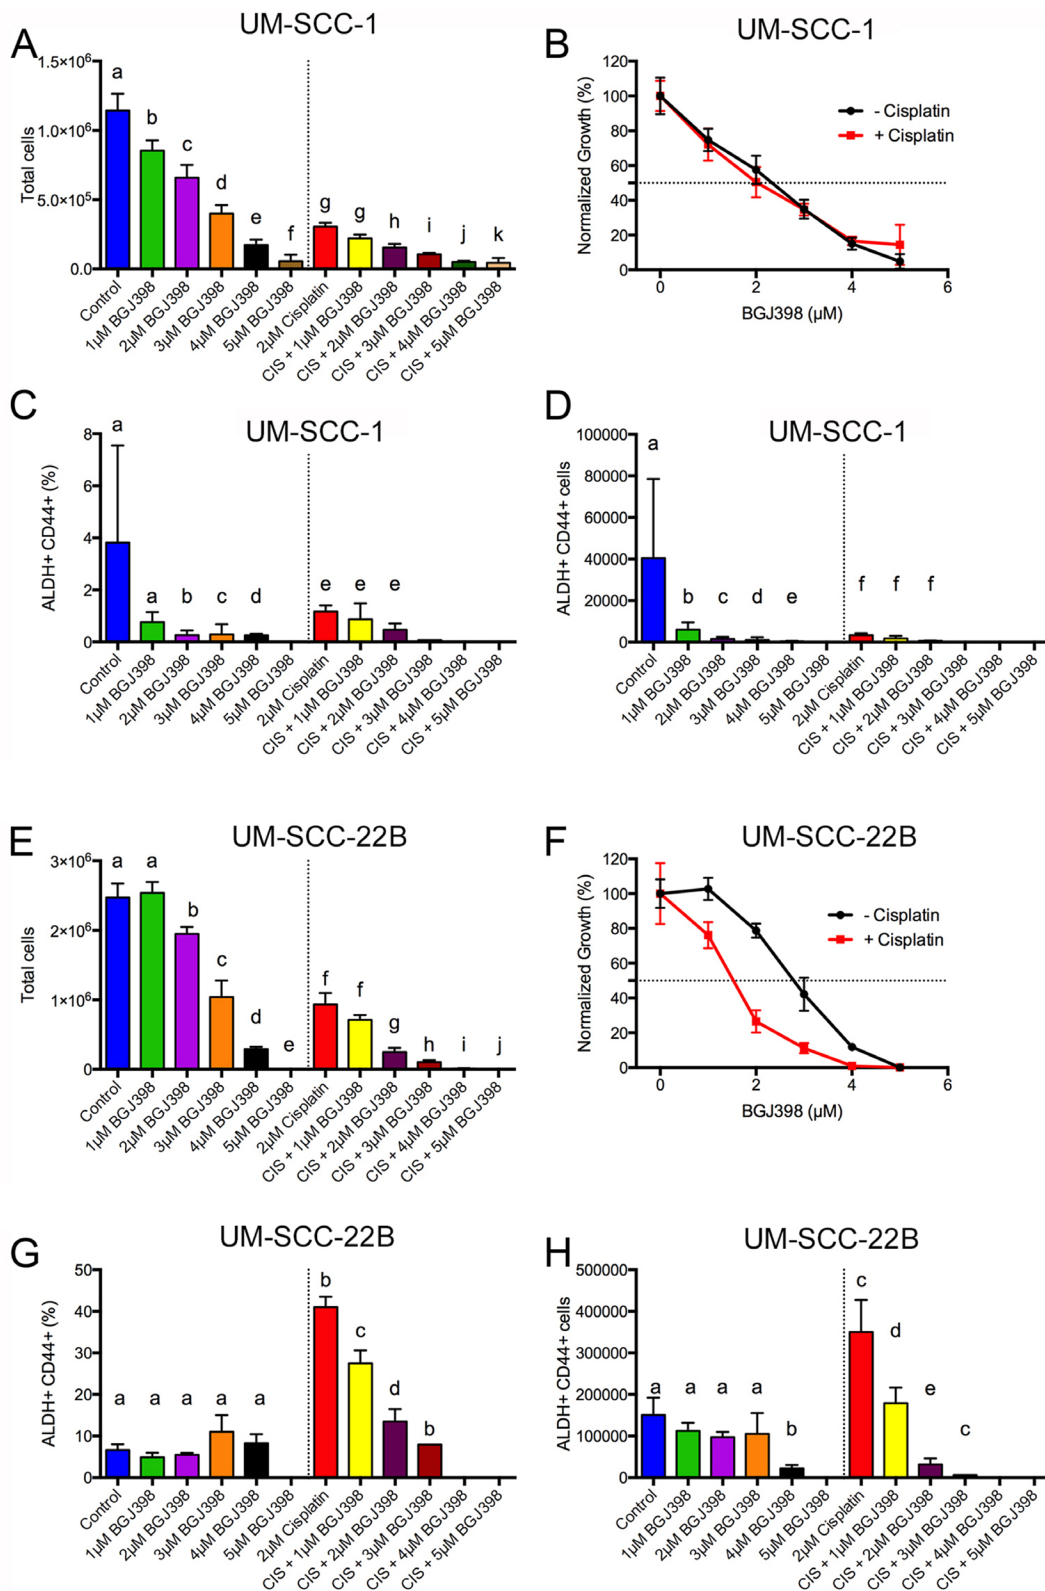 A
UM-SCC-1
Total cells
1.5×10⁶
1.0×10⁶
5.0×10⁵
0.0
a
b
c
d
e
f
g
g
h
i
j
k
Control
1µM BGJ398
2µM BGJ398
3µM BGJ398
4µM BGJ398
5µM BGJ398
2µM Cisplatin
CIS + 1µM BGJ398
CIS + 2µM BGJ398
CIS + 3µM BGJ398
CIS + 4µM BGJ398
CIS + 5µM BGJ398
B
UM-SCC-1
Normalized Growth (%)
120
100
80
60
40
20
0
- Cisplatin
+ Cisplatin
0
2
4
6
BGJ398 (µM)
C
UM-SCC-1
ALDH+ CD44+ (%)
8
6
4
2
0
a
a
b
c
d
e
e
e
Control
1µM BGJ398
2µM BGJ398
3µM BGJ398
4µM BGJ398
5µM BGJ398
2µM Cisplatin
CIS + 1µM BGJ398
CIS + 2µM BGJ398
CIS + 3µM BGJ398
CIS + 4µM BGJ398
CIS + 5µM BGJ398
D
UM-SCC-1
ALDH+ CD44+ cells
100000
80000
60000
40000
20000
0
a
b
c
d
e
f
f
f
Control
1µM BGJ398
2µM BGJ398
3µM BGJ398
4µM BGJ398
5µM BGJ398
2µM Cisplatin
CIS + 1µM BGJ398
CIS + 2µM BGJ398
CIS + 3µM BGJ398
CIS + 4µM BGJ398
CIS + 5µM BGJ398
E
UM-SCC-22B
Total cells
3×10⁶
2×10⁶
1×10⁶
0
a
a
b
c
d
e
f
f
g
h
i
j
Control
1µM BGJ398
2µM BGJ398
3µM BGJ398
4µM BGJ398
5µM BGJ398
2µM Cisplatin
CIS + 1µM BGJ398
CIS + 2µM BGJ398
CIS + 3µM BGJ398
CIS + 4µM BGJ398
CIS + 5µM BGJ398
F
UM-SCC-22B
Normalized Growth (%)
120
100
80
60
40
20
0
- Cisplatin
+ Cisplatin
0
2
4
6
BGJ398 (µM)
G
UM-SCC-22B
ALDH+ CD44+ (%)
50
40
30
20
10
0
a
a
a
a
a
b
c
d
b
Control
1µM BGJ398
2µM BGJ398
3µM BGJ398
4µM BGJ398
5µM BGJ398
2µM Cisplatin
CIS + 1µM BGJ398
CIS + 2µM BGJ398
CIS + 3µM BGJ398
CIS + 4µM BGJ398
CIS + 5µM BGJ398
H
UM-SCC-22B
ALDH+ CD44+ cells
500000
400000
300000
200000
100000
0
a
a
a
a
b
c
d
e
c
Control
1µM BGJ398
2µM BGJ398
3µM BGJ398
4µM BGJ398
5µM BGJ398
2µM Cisplatin
CIS + 1µM BGJ398
CIS + 2µM BGJ398
CIS + 3µM BGJ398
CIS + 4µM BGJ398
CIS + 5µM BGJ398